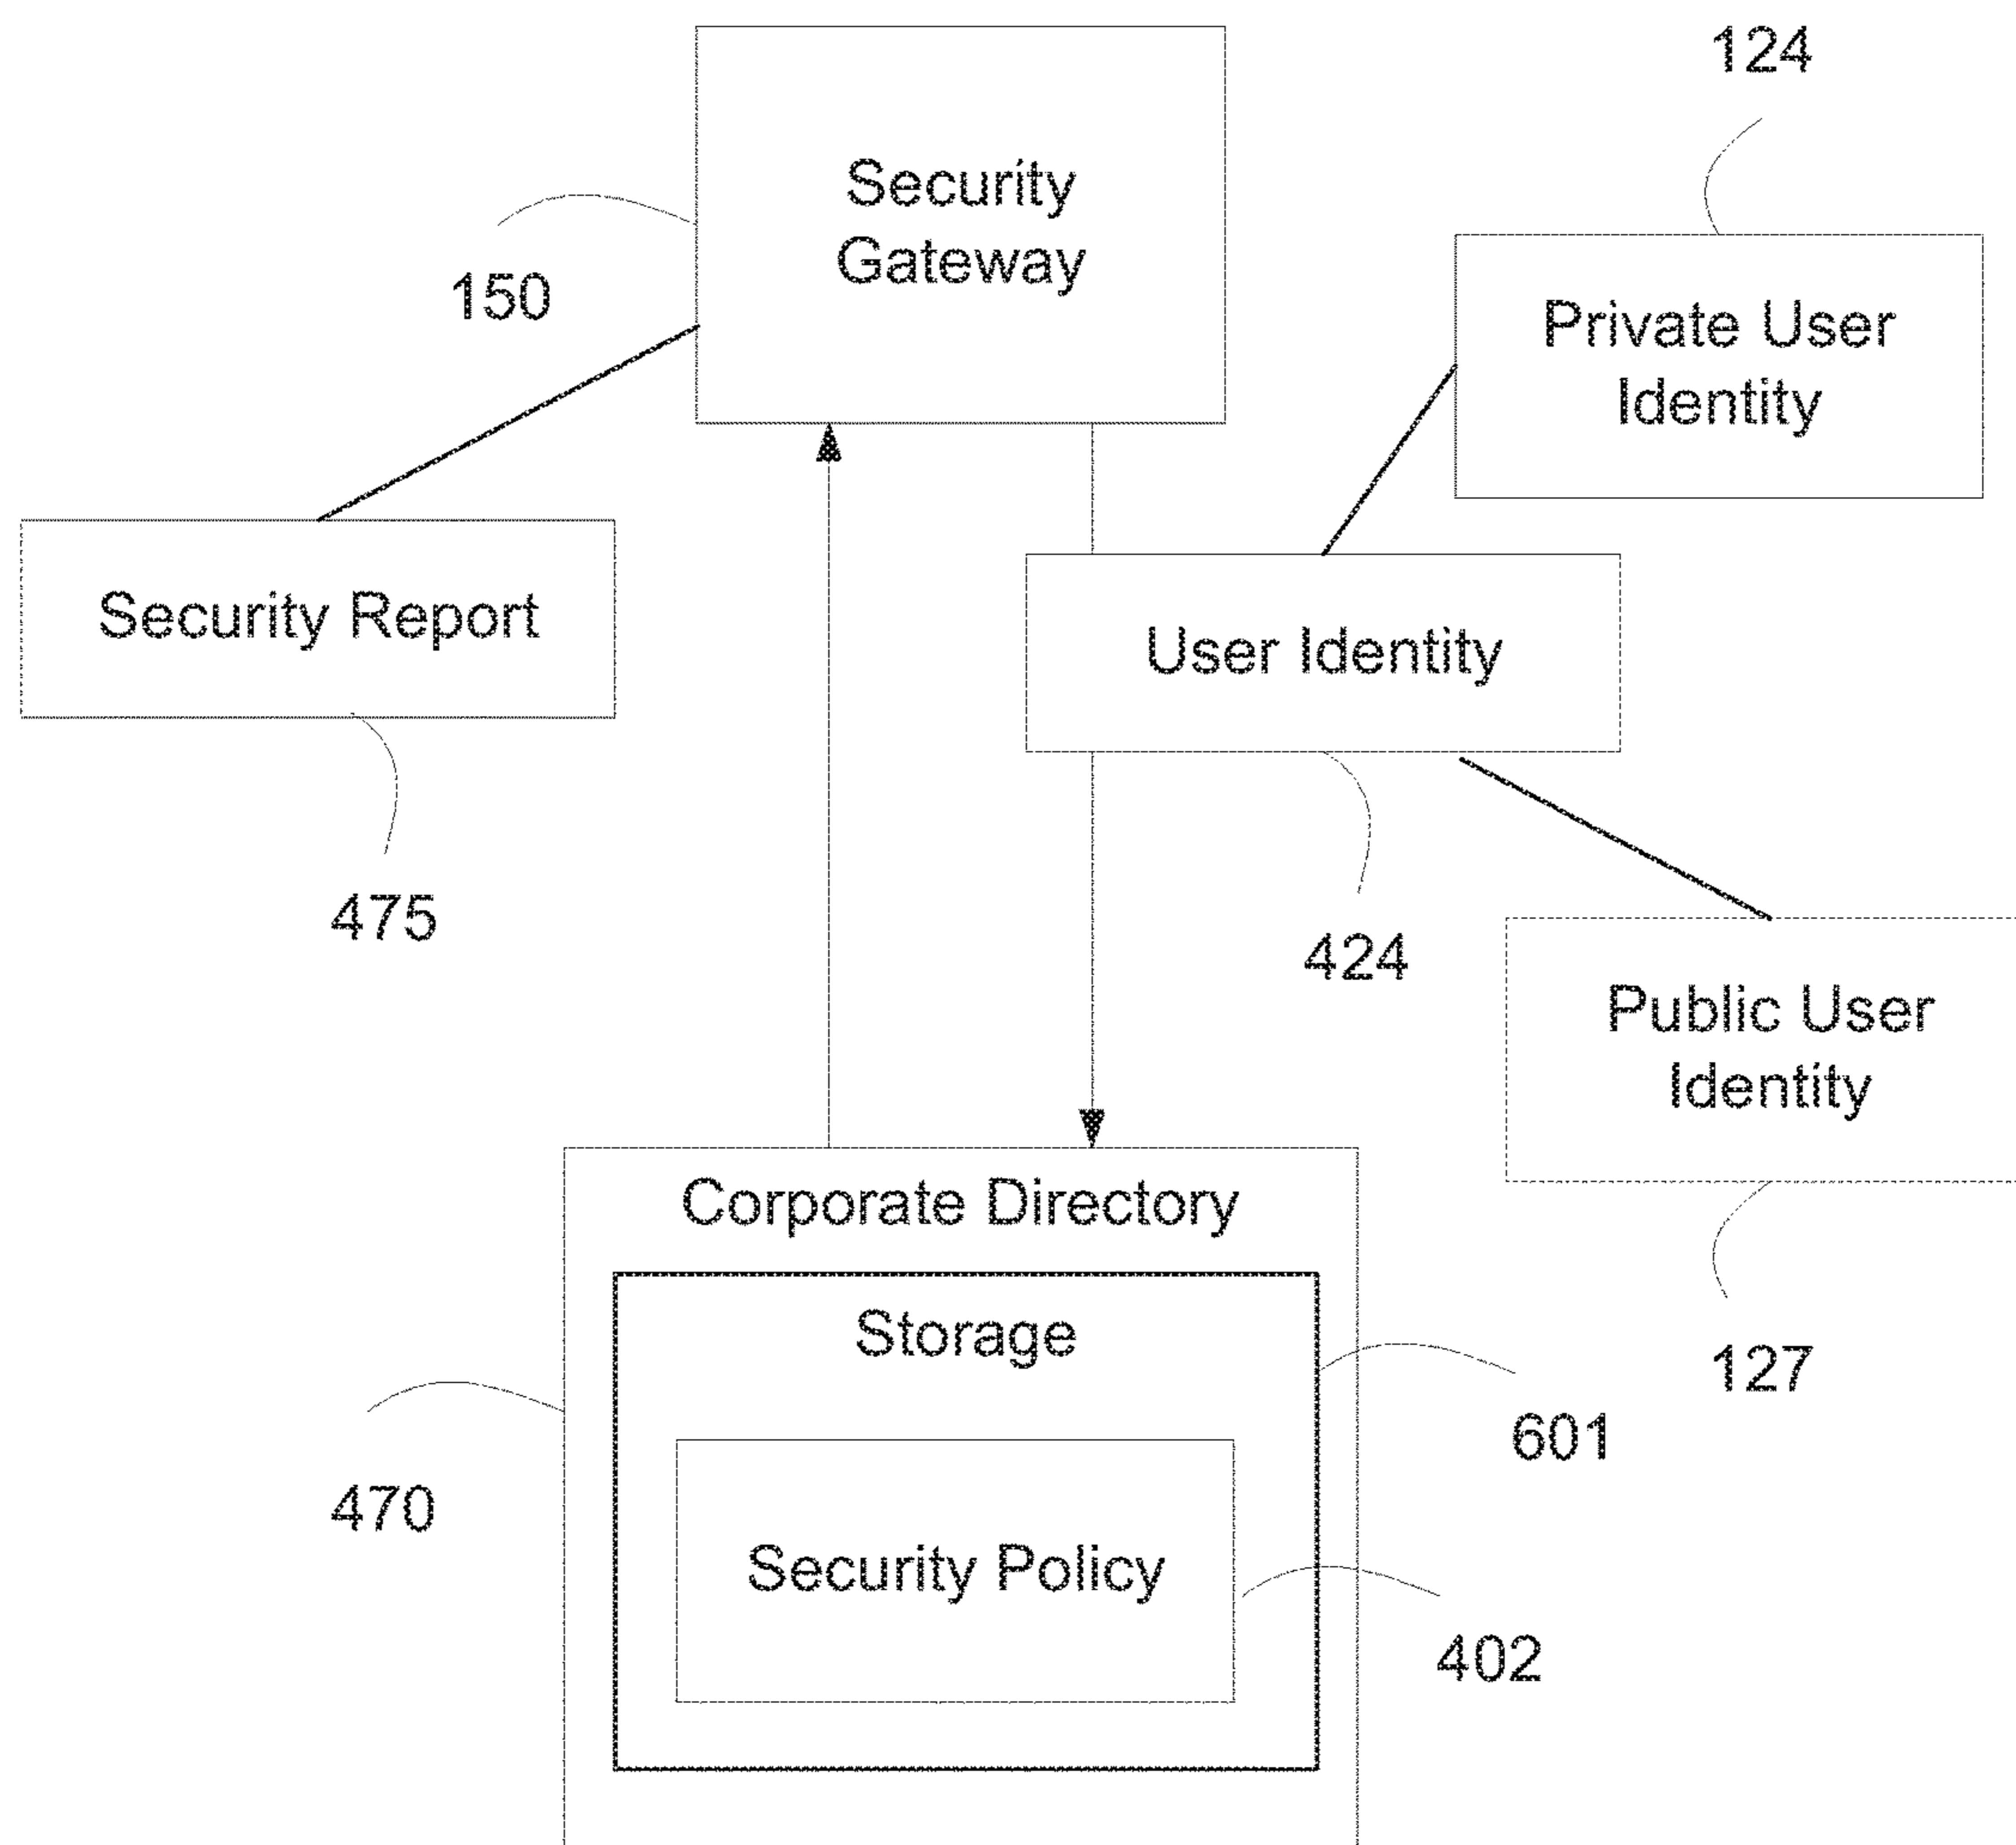 124
Security
Gateway
150
Private User
Identity
Security Report
User Identity
475
424
Public User
Identity
Corporate Directory
Storage
127
601
470
Security Policy
402